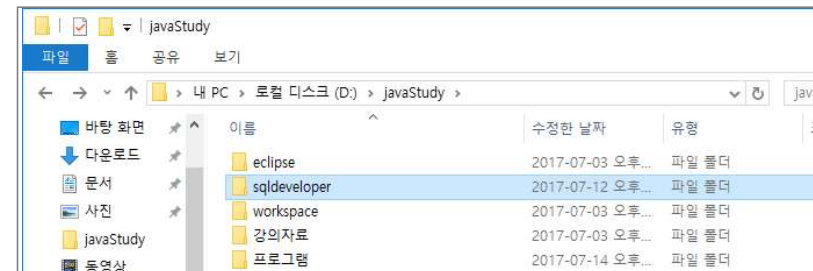 javaStudy
파일 홈 공유 보기
내 PC > 로컬 디스크 (D:) > javaStudy > jav
바탕 화면 이름 수정한 날짜 유형
다운로드 eclipse 2017-07-03 오후... 파일 폴더
문서 sqldeveloper 2017-07-12 오후... 파일 폴더
사진 workspace 2017-07-03 오후... 파일 폴더
javaStudy 강의자료 2017-07-03 오후... 파일 폴더
동영상 프로그램 2017-07-14 오후... 파일 폴더